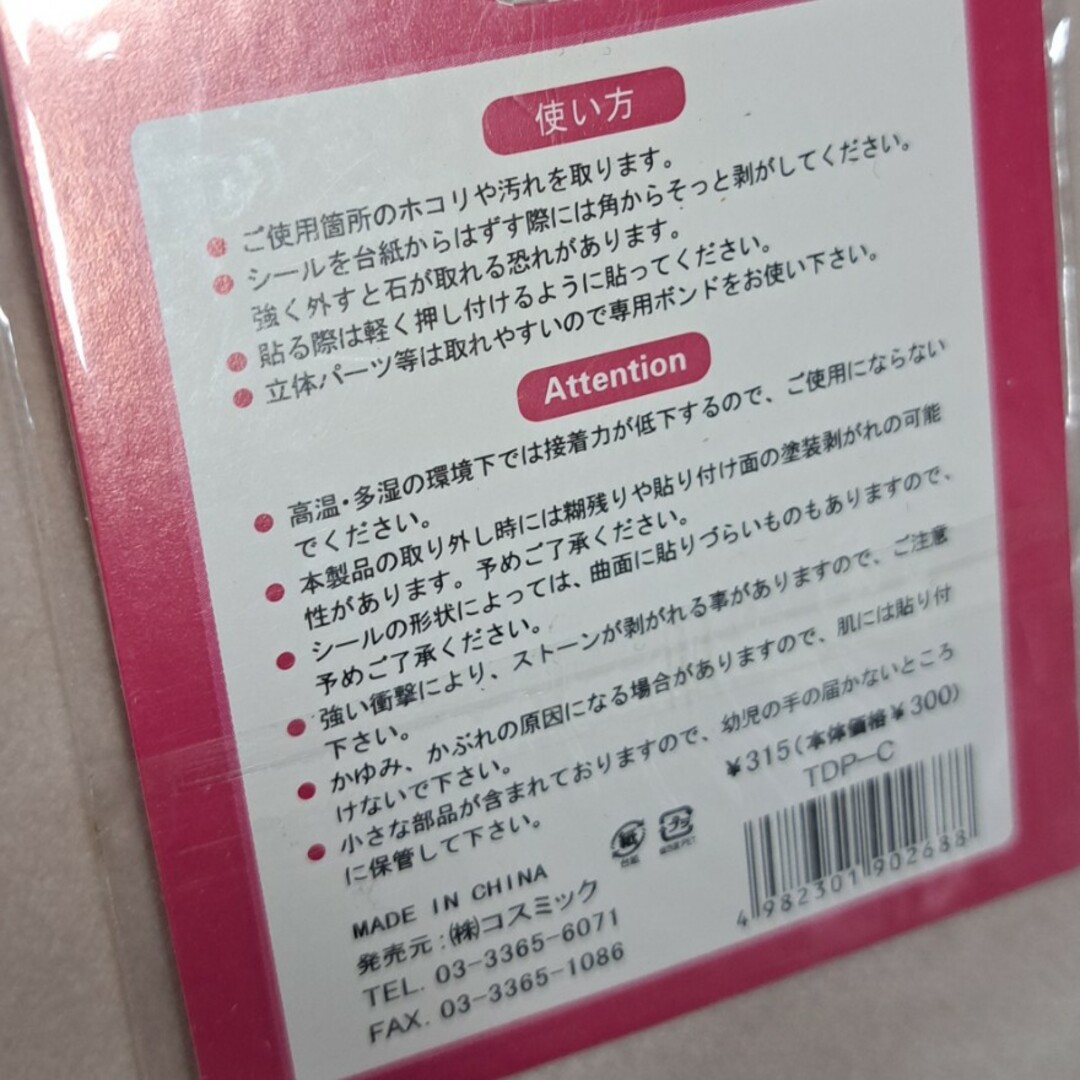 使い方
● ご使用箇所のホコリや汚れを取ります。
● シールを台紙からはずす際には角からそっと剥がしてください。
強く外すと石が取れる恐れがあります。
● 貼る際は軽く押し付けるように貼ってください。
● 立体パーツ等は取れやすいので専用ボンドをお使い下さい。
Attention
● 高温・多湿の環境下では接着力が低下するので、ご使用にならない
でください。
● 本製品の取り外し時には糊残りや貼り付け面の塗装剥がれの可能
性があります。予めご了承ください。
● シールの形状によっては、曲面に貼りづらいものもありますので、
予めご了承ください。
● 強い衝撃により、ストーンが剥がれる事がありますので、ご注意
下さい。
● かゆみ、かぶれの原因になる場合がありますので、肌には貼り付
けないで下さい。
● 小さな部品が含まれておりますので、幼児の手の届かないところ
に保管して下さい。
¥315(本体価格¥300)
TDP-C
紙
台紙
プラ
MADE IN CHINA
発売元:(株)コスミック
TEL. 03-3365-6071
FAX. 03-3365-1086
4 982301 902688